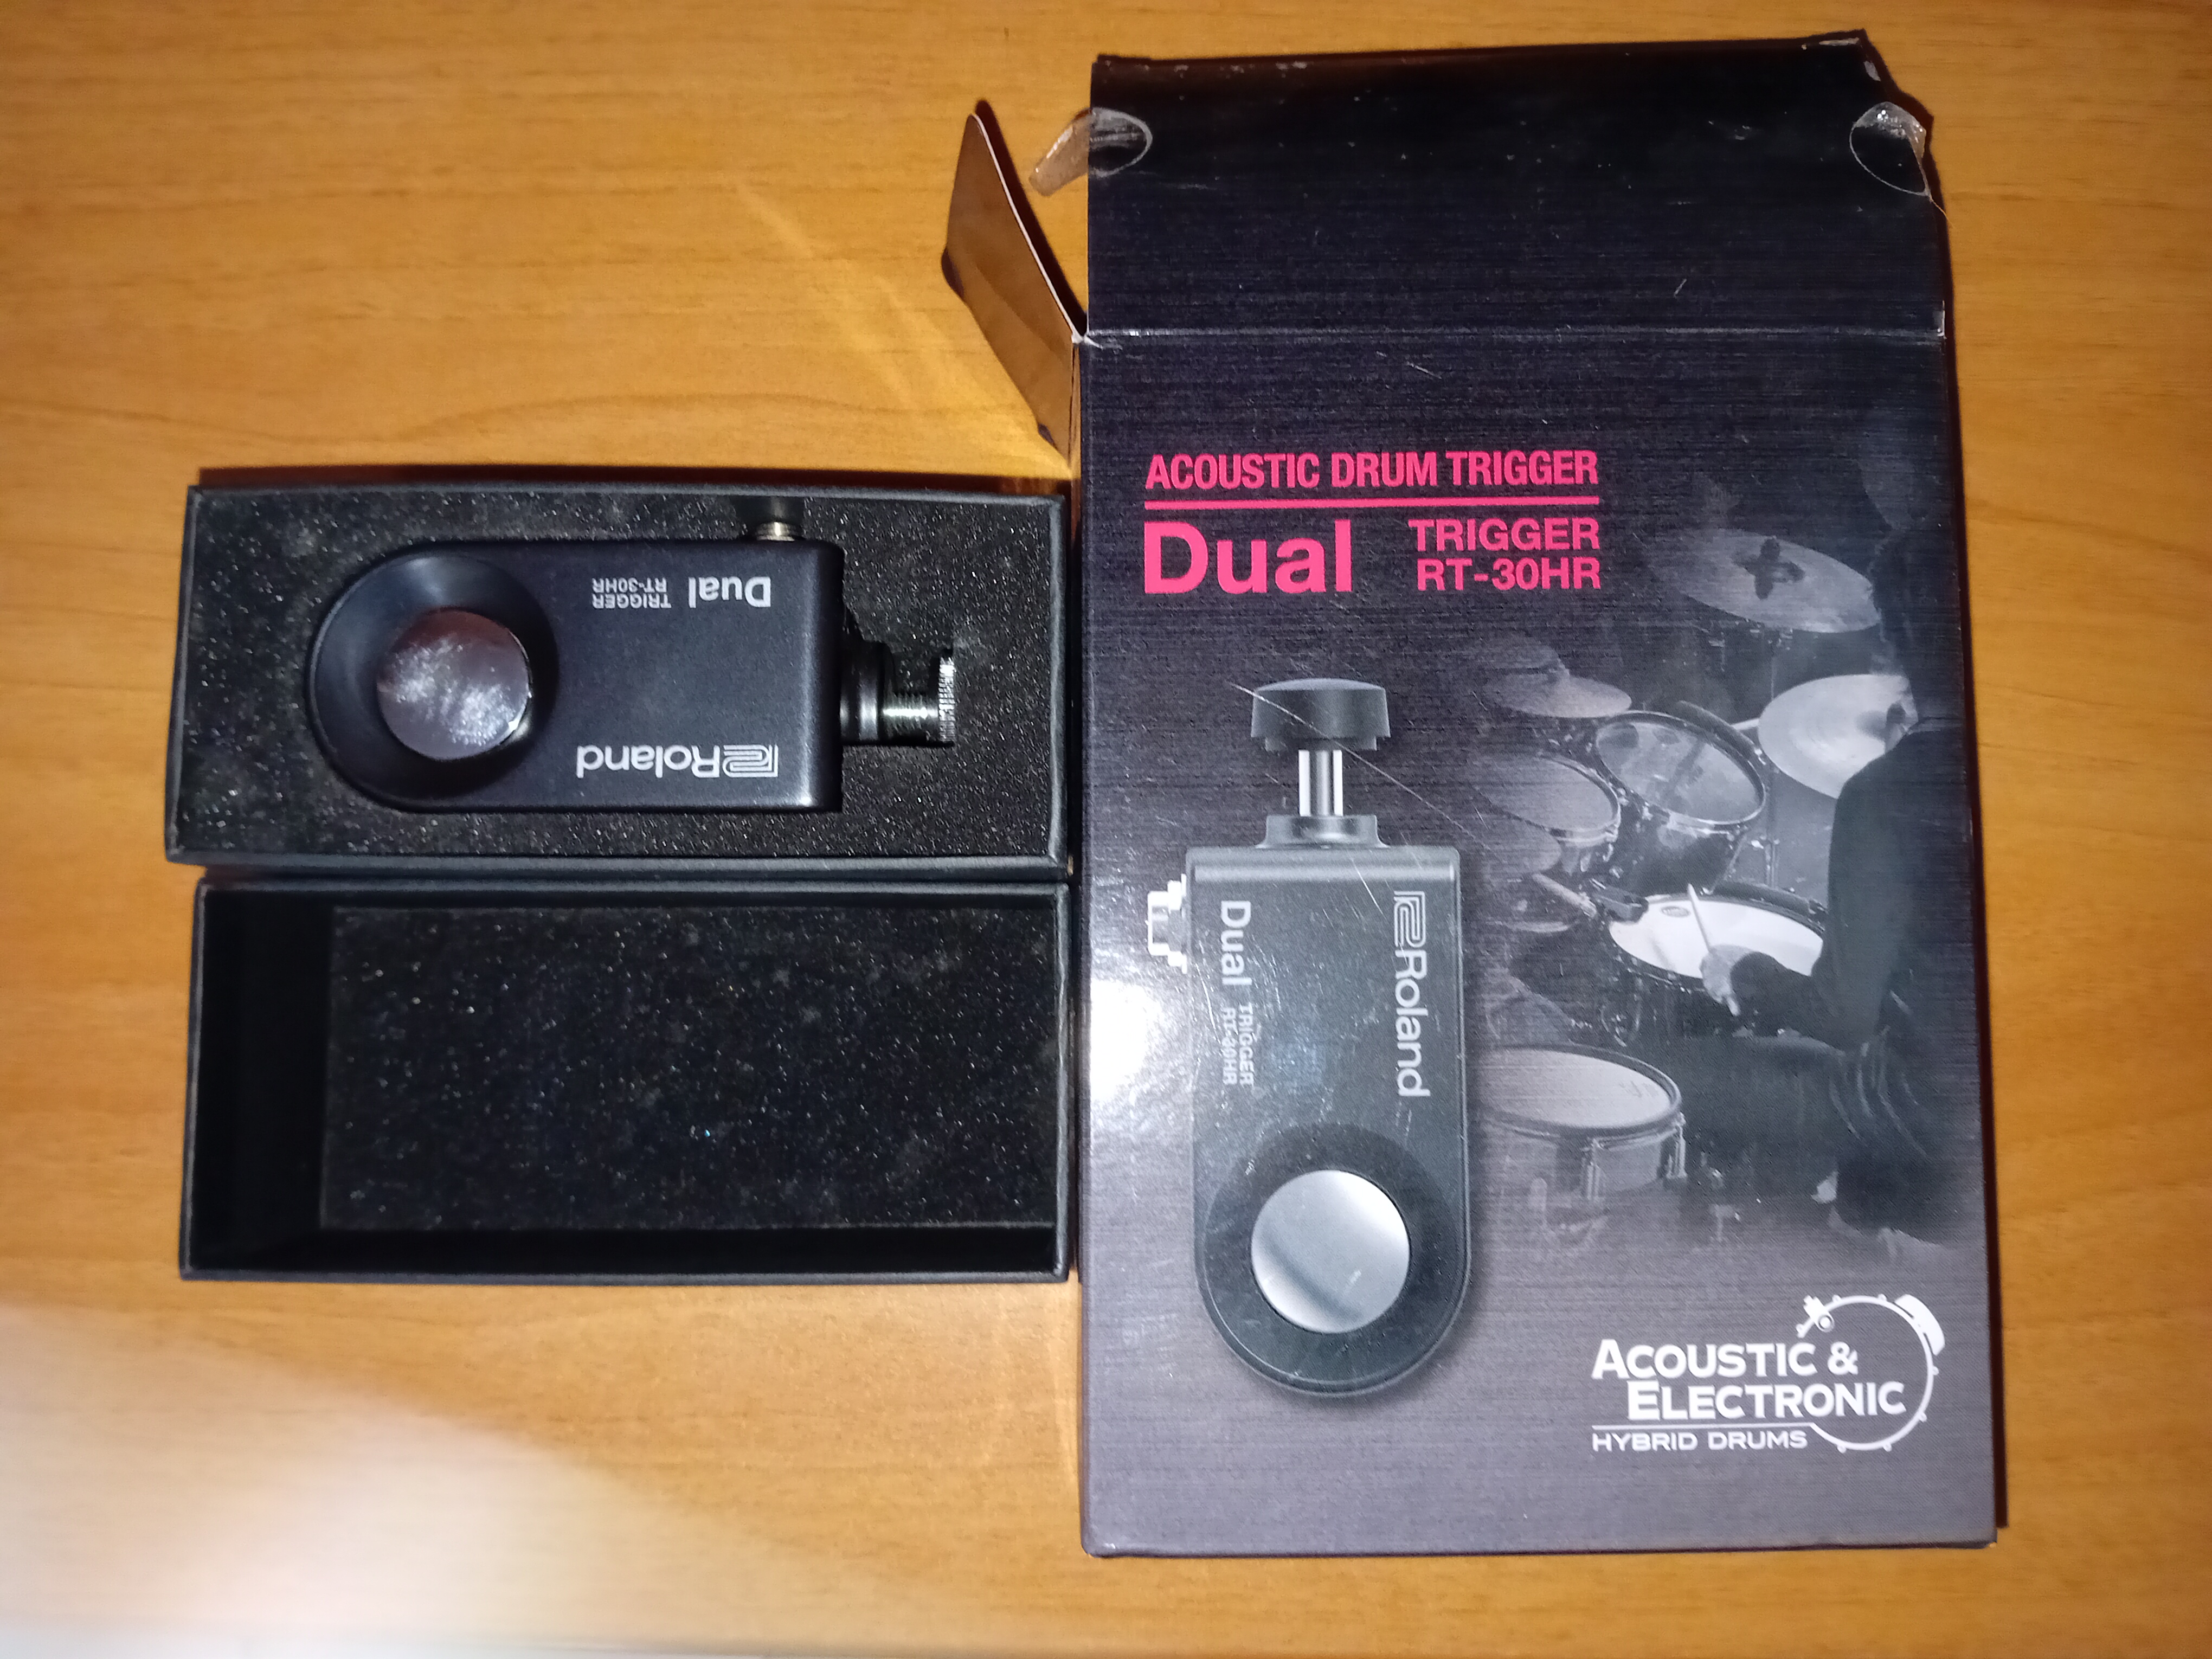 Roland
Dual TRIGGER
RT-30HR
ACOUSTIC DRUM TRIGGER
Dual TRIGGER
RT-30HR
Roland
Dual TRIGGER
RT-30HR
ACOUSTIC &
ELECTRONIC
HYBRID DRUMS